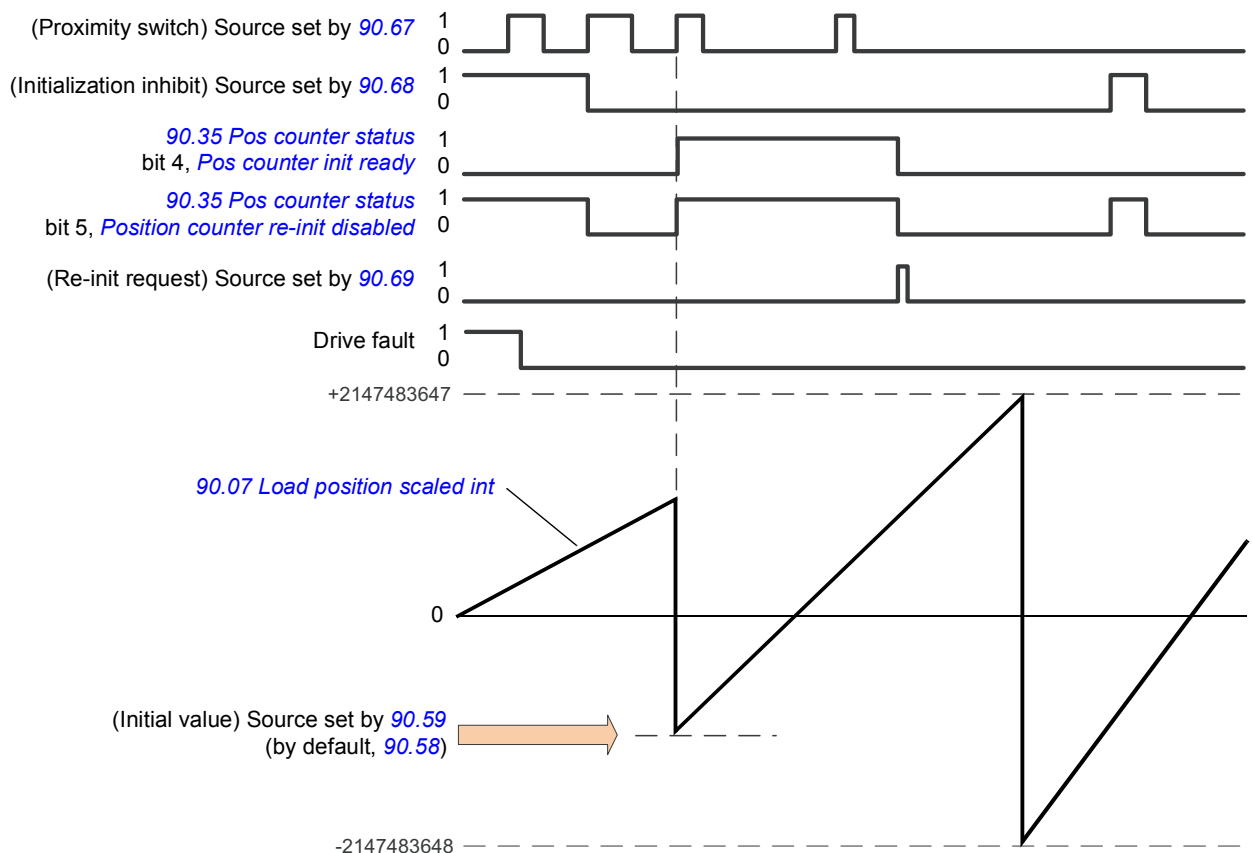 (Proximity switch) Source set by 90.67
1
0
(Initialization inhibit) Source set by 90.68
1
0
90.35 Pos counter status
bit 4, Pos counter init ready
1
0
90.35 Pos counter status
bit 5, Position counter re-init disabled
1
0
(Re-init request) Source set by 90.69
1
0
Drive fault
1
0
+2147483647
90.07 Load position scaled int
0
(Initial value) Source set by 90.59
(by default, 90.58)
-2147483648